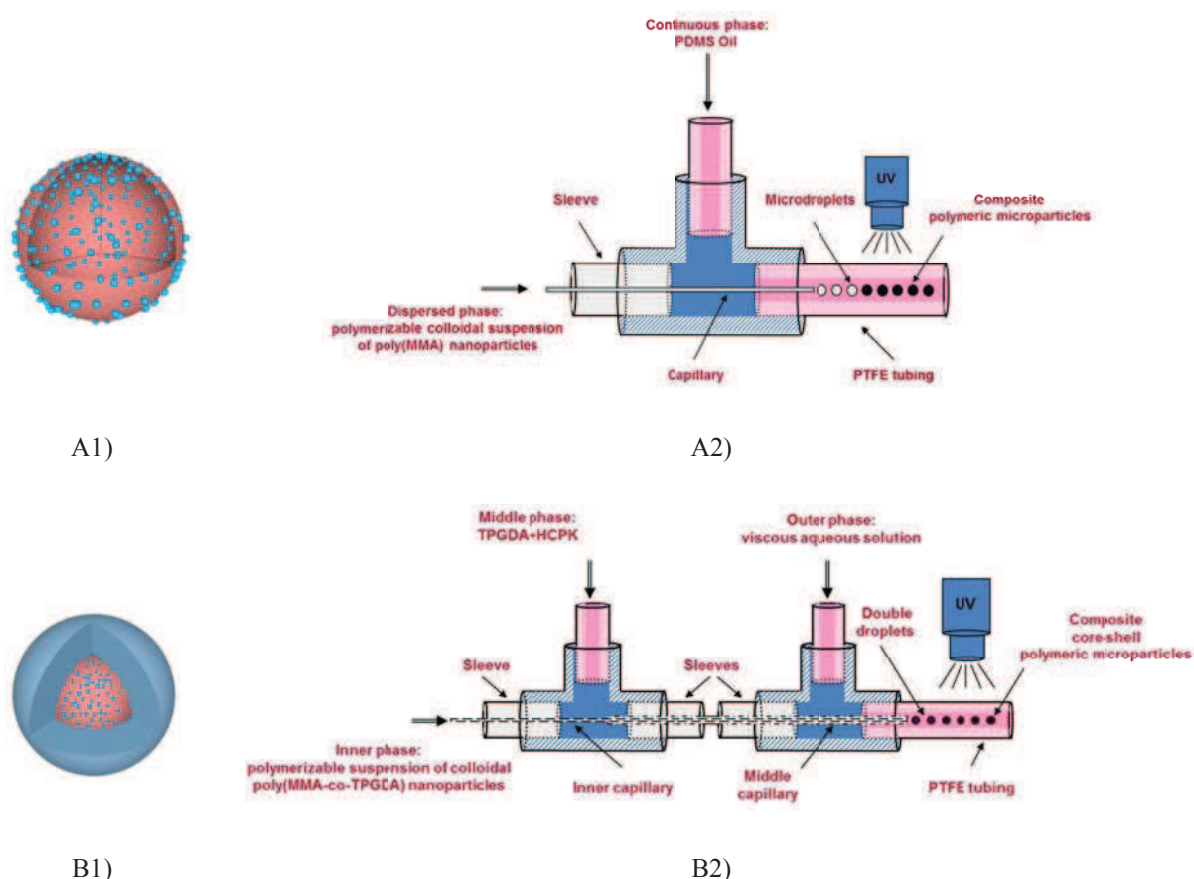 Continuous phase:
PDMS Oil
UV
Sleeve
Microdroplets
Composite
polymeric microparticles
Dispersed phase:
polymerizable colloidal suspension
of poly(MMA) nanoparticles
Capillary
PTFE tubing
A1)
A2)
Middle phase:
TPGDA+HCPK
Outer phase:
viscous aqueous solution
UV
Double
droplets
Composite
core-shell
polymeric microparticles
Sleeve
Sleeves
Inner phase:
polymerizable suspension of colloidal
poly(MMA-co-TPGDA) nanoparticles
Inner capillary
Middle
capillary
PTFE tubing
B1)
B2)